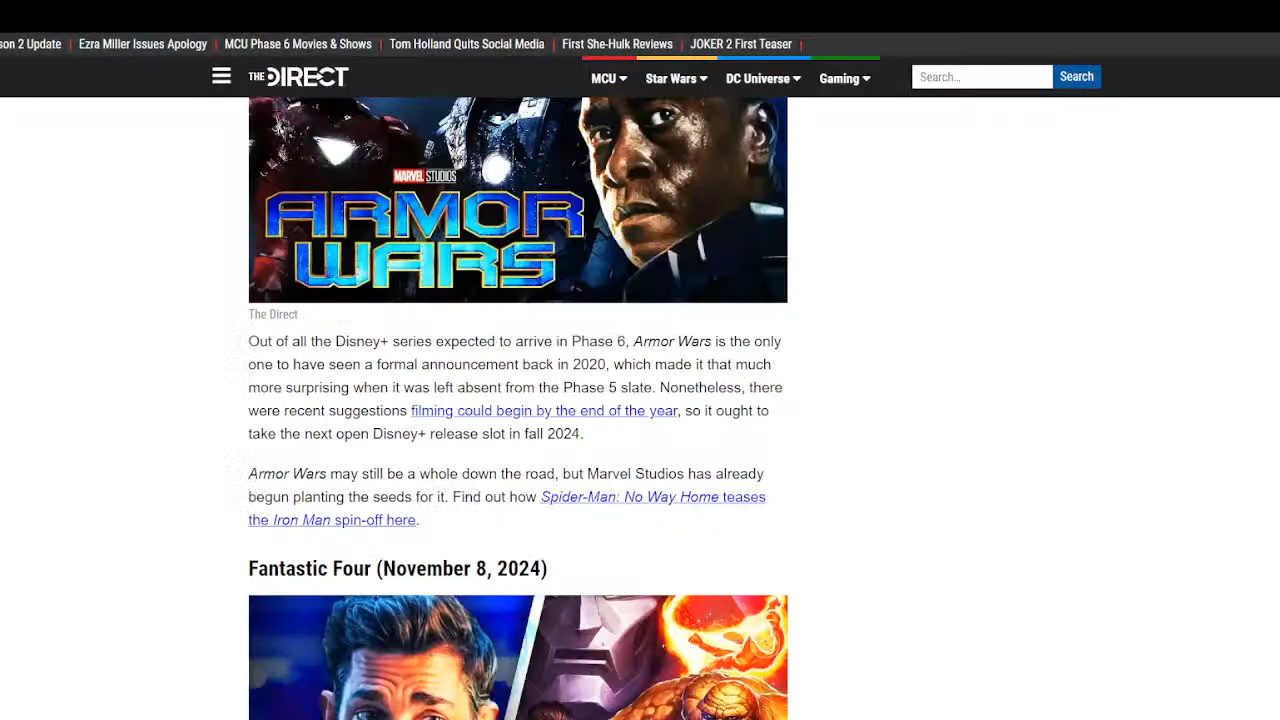 son 2 Update | Ezra Miller Issues Apology | MCU Phase 6 Movies & Shows | Tom Holland Quits Social Media | First She-Hulk Reviews | JOKER 2 First Teaser |
THE DIRECT
MCU Star Wars DC Universe Gaming
Search... Search
MARVEL STUDIOS
ARMOR
WARS
The Direct
Out of all the Disney+ series expected to arrive in Phase 6, Armor Wars is the only
one to have seen a formal announcement back in 2020, which made it that much
more surprising when it was left absent from the Phase 5 slate. Nonetheless, there
were recent suggestions filming could begin by the end of the year, so it ought to
take the next open Disney+ release slot in fall 2024.
Armor Wars may still be a whole down the road, but Marvel Studios has already
begun planting the seeds for it. Find out how Spider-Man: No Way Home teases
the Iron Man spin-off here.
Fantastic Four (November 8, 2024)